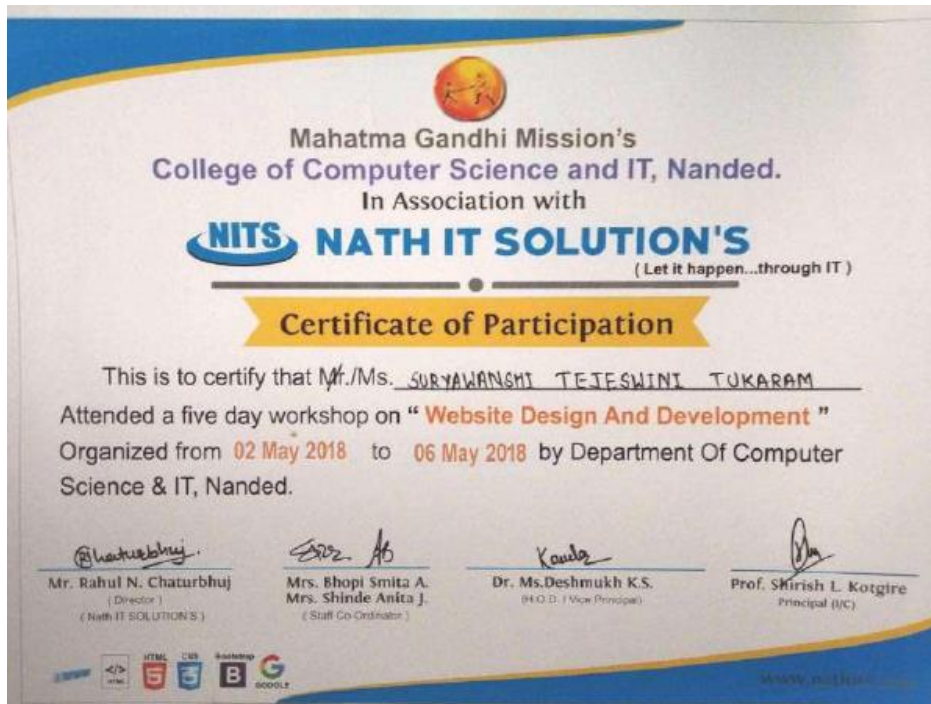 Mahatma Gandhi Mission's
College of Computer Science and IT, Nanded.
In Association with
NITS NATH IT SOLUTION'S
( Let it happen...through IT )
Certificate of Participation
This is to certify that Mr./Ms. SURYAWANSHI TEJESWINI TUKARAM
Attended a five day workshop on “ Website Design And Development ”
Organized from 02 May 2018 to 06 May 2018 by Department Of Computer
Science & IT, Nanded.
Mr. Rahul N. Chaturbhuj
( Director )
( Nath IT SOLUTION'S )
Mrs. Bhopi Smita A.
Mrs. Shinde Anita J.
( Staff Co-Ordinator )
Dr. Ms.Deshmukh K.S.
(H.O.D. / Vice Principal)
Prof. Shirish L. Kotgire
Principal (I/C)
</> HTML HTML 5 CSS 3 Bootstrap B G GOOGLE